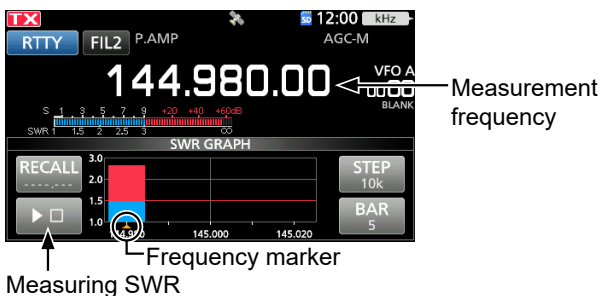 TX 12:00 kHz
RTTY FIL2 P.AMP AGC-M
144.980.00 VFO A
00
BLANK
S 1 3 5 7 9 +20 +40 +60dB
SWR 1 1.5 2 2.5 3 ∞
SWR GRAPH
RECALL
----.---
3.0
2.0
1.5
1.0
144.980 145.000 145.020
STEP
10k
BAR
5
Measurement
frequency
Frequency marker
Measuring SWR